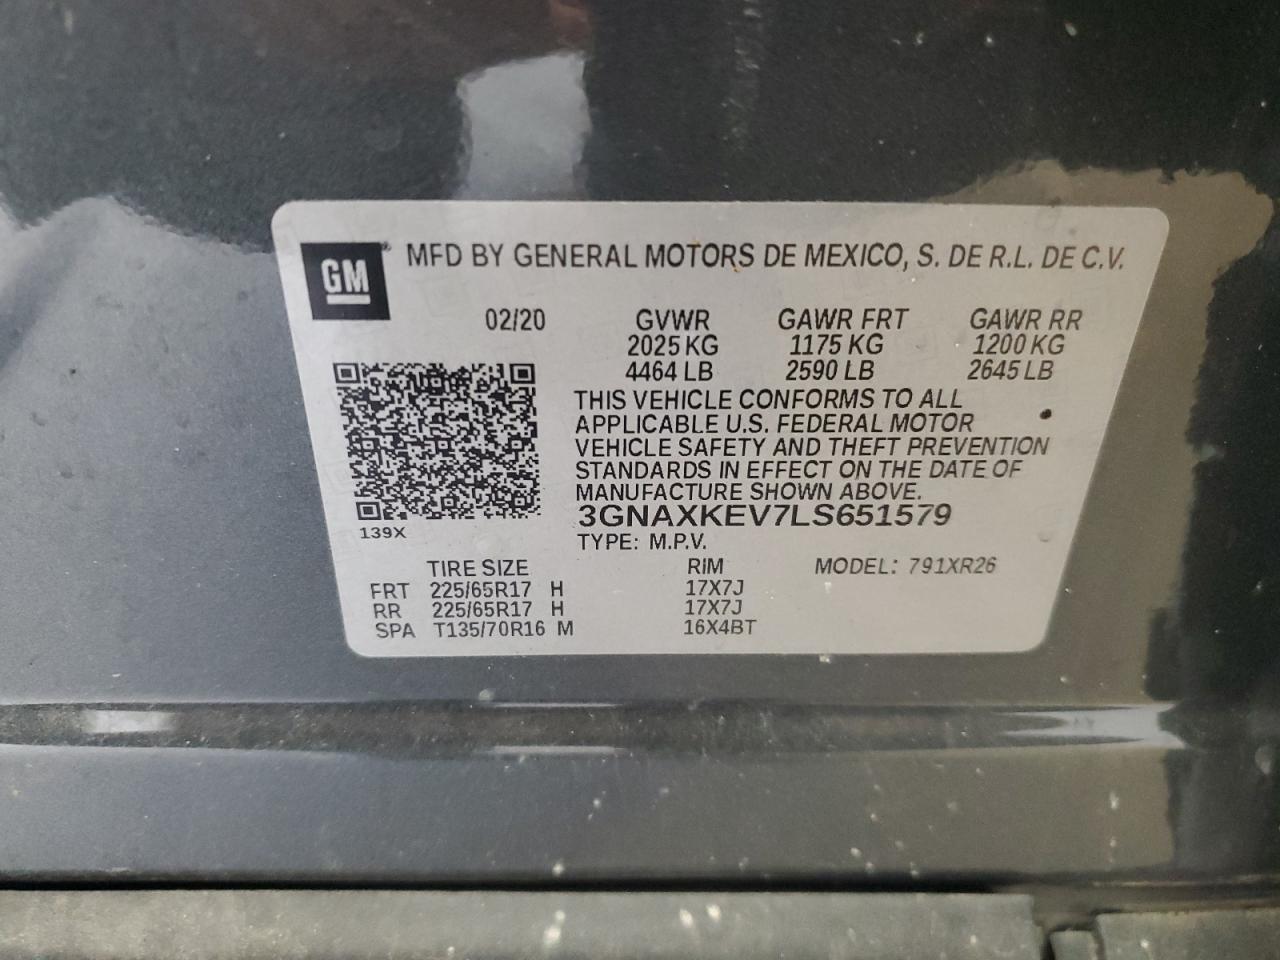 GM® MFD BY GENERAL MOTORS DE MEXICO, S. DE R.L. DE C.V.
02/20 GVWR GAWR FRT GAWR RR
2025 KG 1175 KG 1200 KG
4464 LB 2590 LB 2645 LB
THIS VEHICLE CONFORMS TO ALL
APPLICABLE U.S. FEDERAL MOTOR
VEHICLE SAFETY AND THEFT PREVENTION
STANDARDS IN EFFECT ON THE DATE OF
MANUFACTURE SHOWN ABOVE.
3GNAXKEV7LS651579
139X
TYPE: M.P.V.
TIRE SIZE RIM MODEL: 791XR26
FRT 225/65R17 H 17X7J
RR 225/65R17 H 17X7J
SPA T135/70R16 M 16X4BT